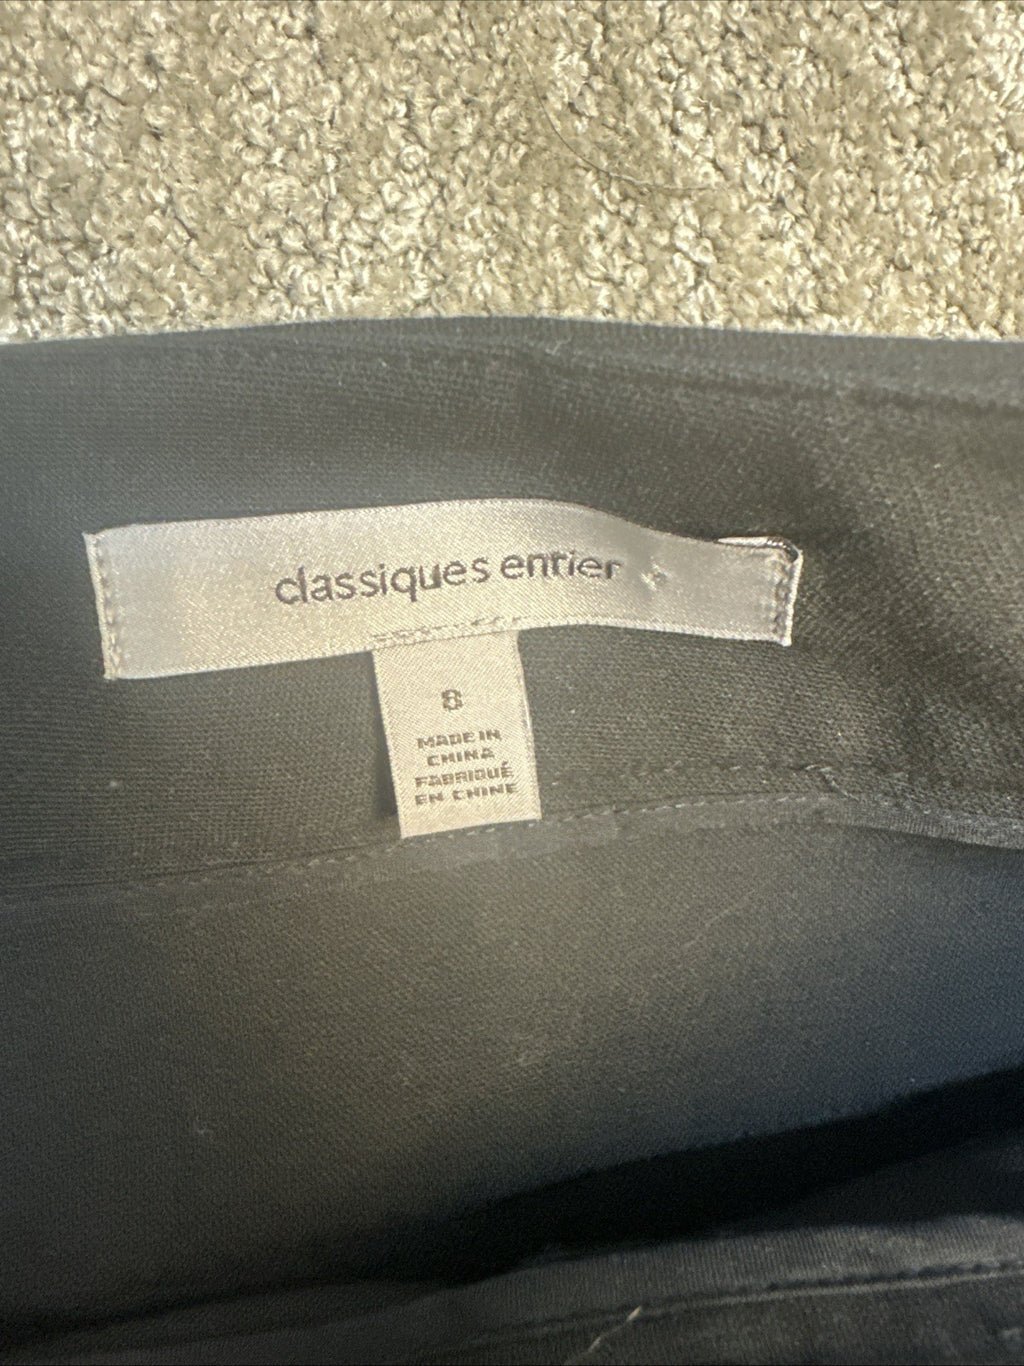 classiques entier
8
MADE IN
CHINA
FABRIQUÉ
EN CHINE